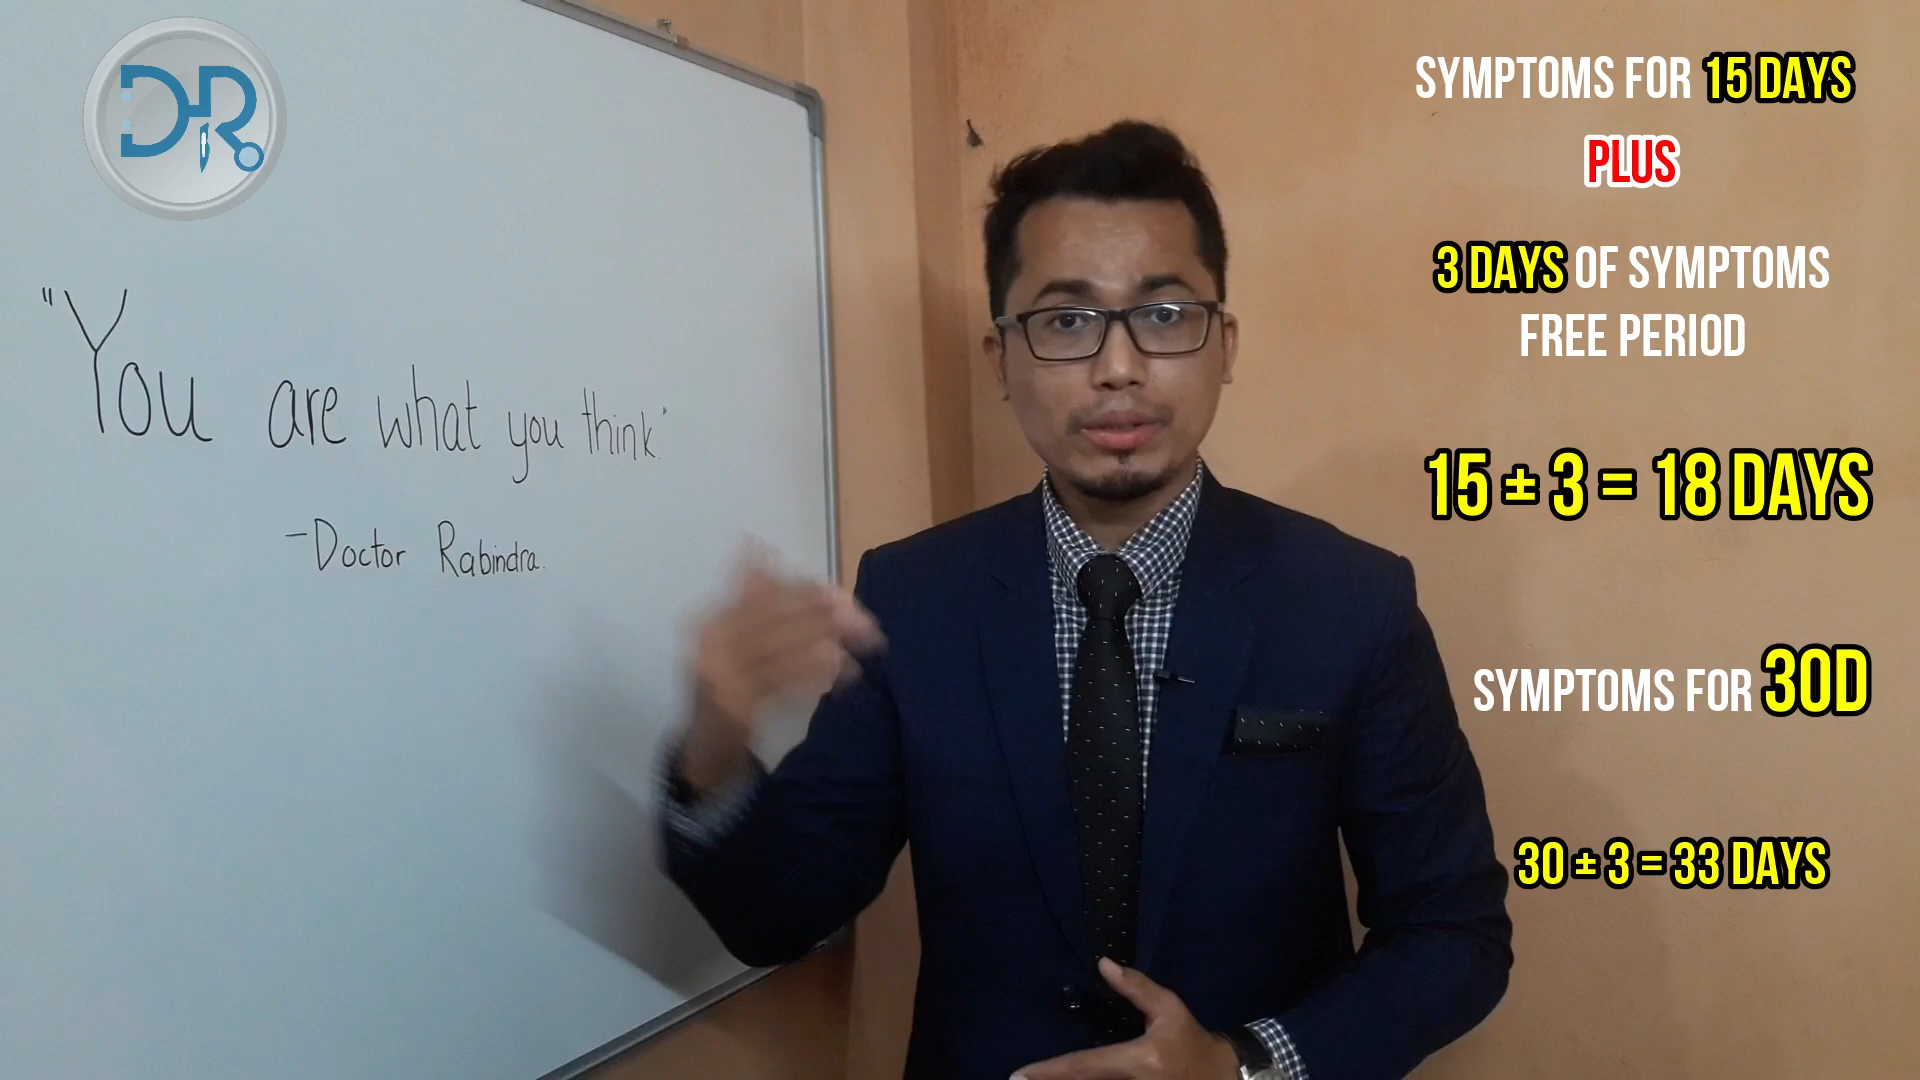 DR
"You are what you think."
- Doctor Rabindra.
SYMPTOMS FOR 15 DAYS
PLUS
3 DAYS OF SYMPTOMS
FREE PERIOD
15 ± 3 = 18 DAYS
SYMPTOMS FOR 30D
30 ± 3 = 33 DAYS